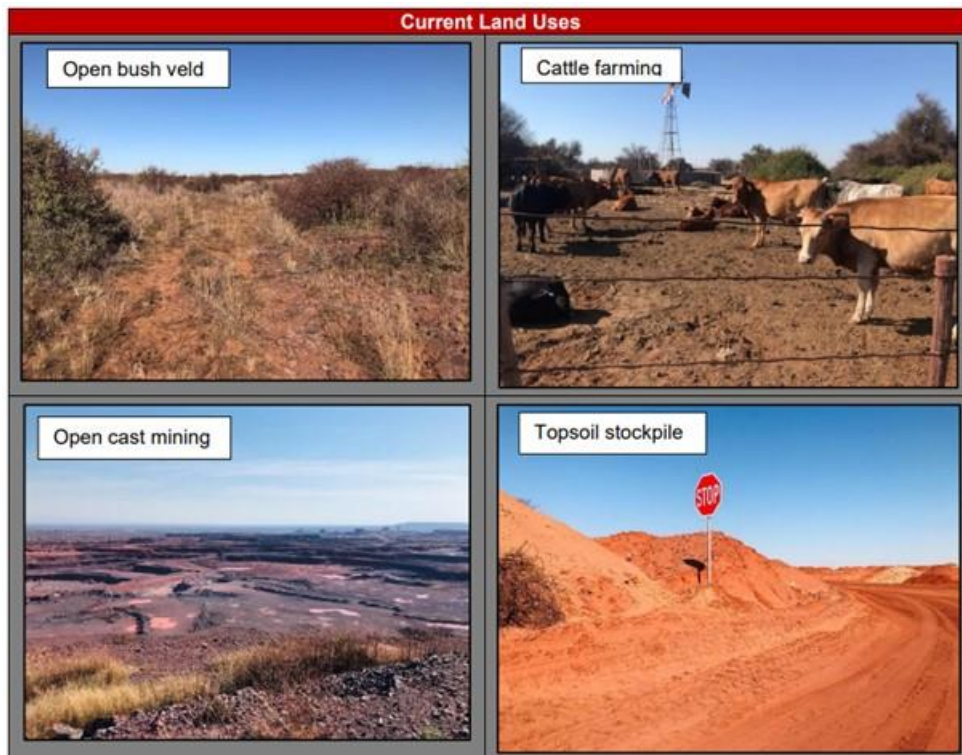 Current Land Uses
Open bush veld
Cattle farming
Open cast mining
Topsoil stockpile
STOP